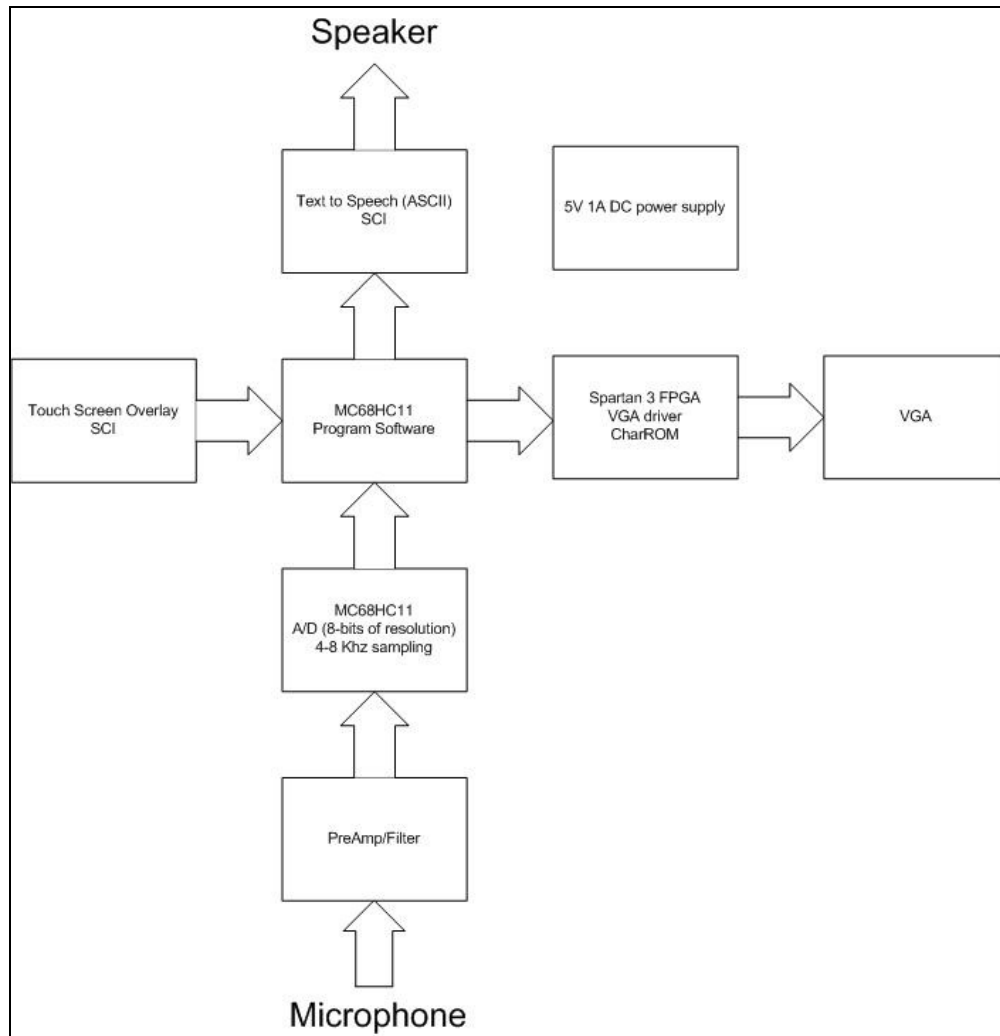 Speaker
Text to Speech (ASCII)
SCI
5V 1A DC power supply
Touch Screen Overlay
SCI
MC68HC11
Program Software
Spartan 3 FPGA
VGA driver
CharROM
VGA
MC68HC11
A/D (8-bits of resolution)
4-8 Khz sampling
PreAmp/Filter
Microphone